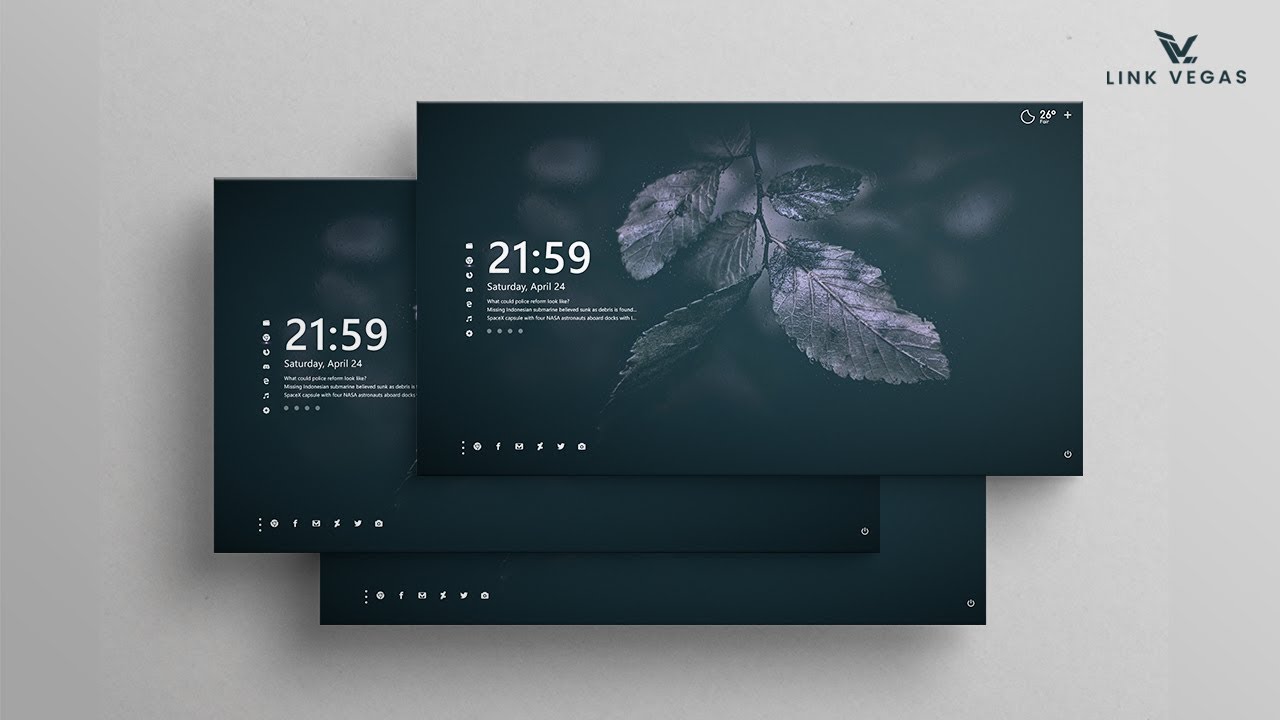 LINK VEGAS
26°
Fair
21:59
Saturday, April 24
What could police reform look like?
Missing Indonesian submarine believed sunk as debris is found...
SpaceX capsule with four NASA astronauts aboard docks with I...
21:59
Saturday, April 24
What could police reform look like?
Missing Indonesian submarine believed sunk as debris is
SpaceX capsule with four NASA astronauts aboard docks